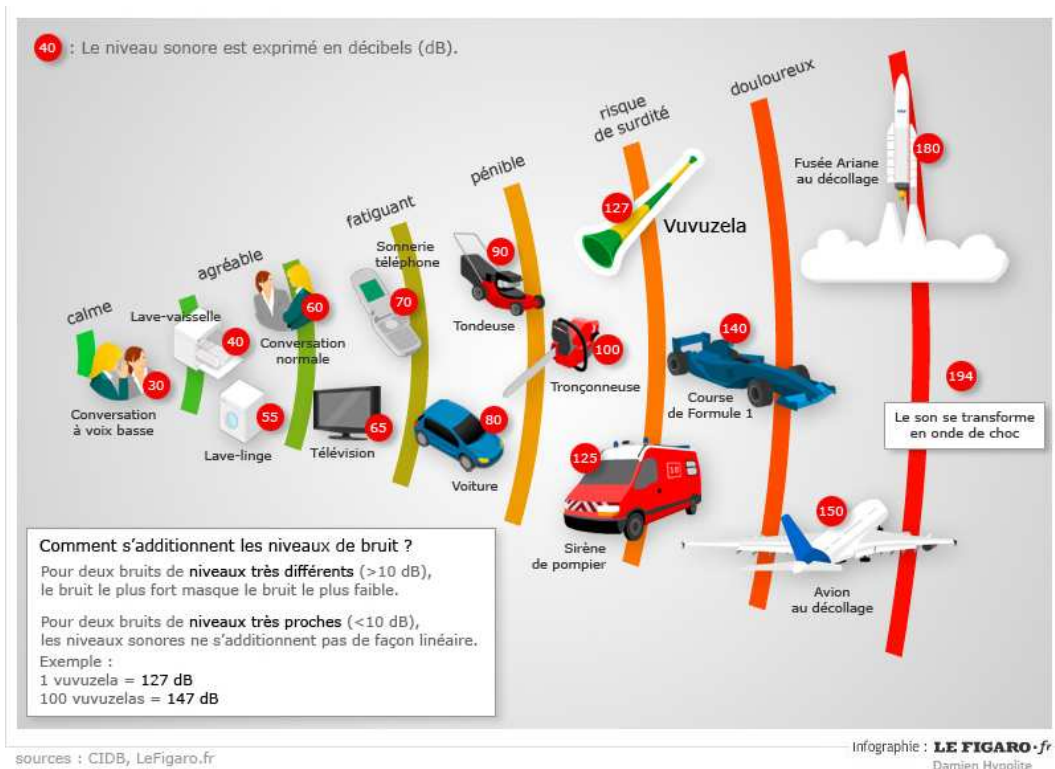 40 : Le niveau sonore est exprimé en décibels (dB).
calme
agréable
fatiguant
pénible
risque
de surdité
douloureux
30
Conversation
à voix basse
Lave-vaisselle
40
55
Lave-linge
60
Conversation
normale
65
Télévision
Sonnerie
téléphone
70
80
Voiture
90
Tondeuse
100
Tronçonneuse
127
Vuvuzela
125
18
Sirène
de pompier
140
Course
de Formule 1
150
Avion
au décollage
180
Fusée Ariane
au décollage
194
Le son se transforme
en onde de choc
Comment s'additionnent les niveaux de bruit ?
Pour deux bruits de niveaux très différents (>10 dB),
le bruit le plus fort masque le bruit le plus faible.
Pour deux bruits de niveaux très proches (<10 dB),
les niveaux sonores ne s'additionnent pas de façon linéaire.
Exemple :
1 vuvuzela = 127 dB
100 vuvuzelas = 147 dB
sources : CIDB, LeFigaro.fr
Infographie : LE FIGARO·fr
Damien Hypolite